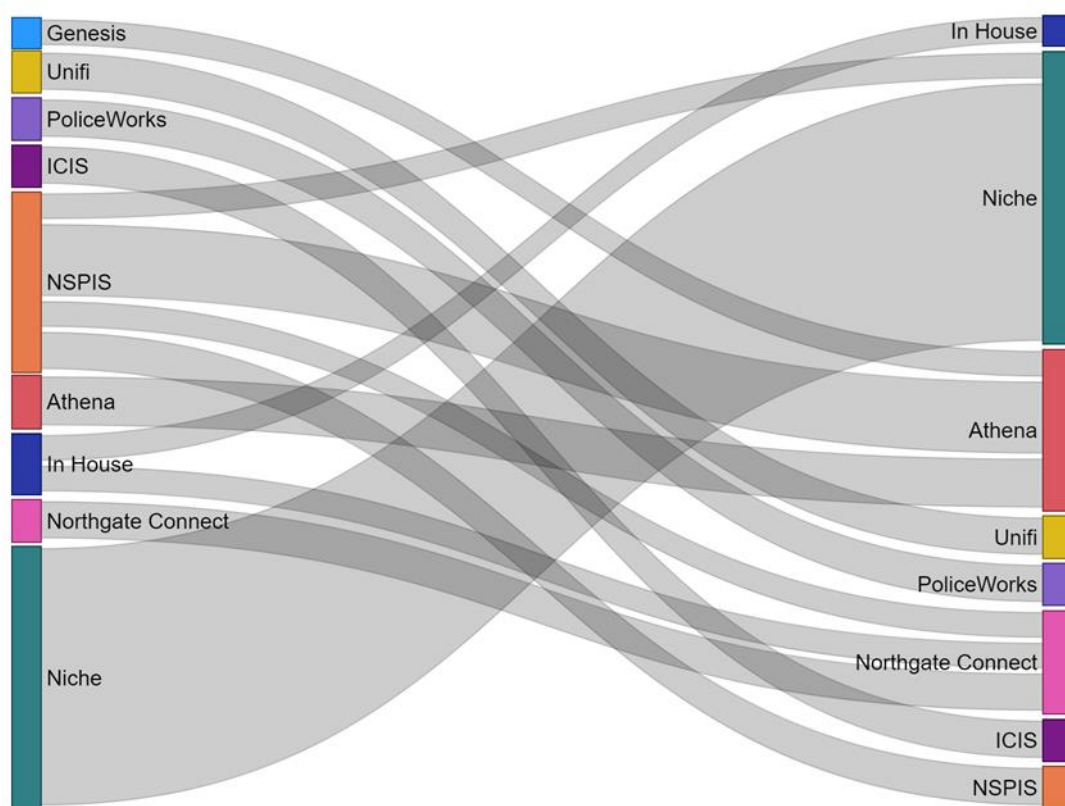 Genesis
Unifi
PoliceWorks
ICIS
NSPIS
Athena
In House
Northgate Connect
Niche
In House
Niche
Athena
Unifi
PoliceWorks
Northgate Connect
ICIS
NSPIS